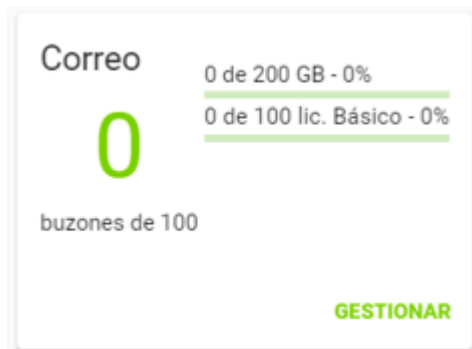 Correo
0 de 200 GB - 0%
0 de 100 lic. Básico - 0%
0
buzones de 100
GESTIONAR